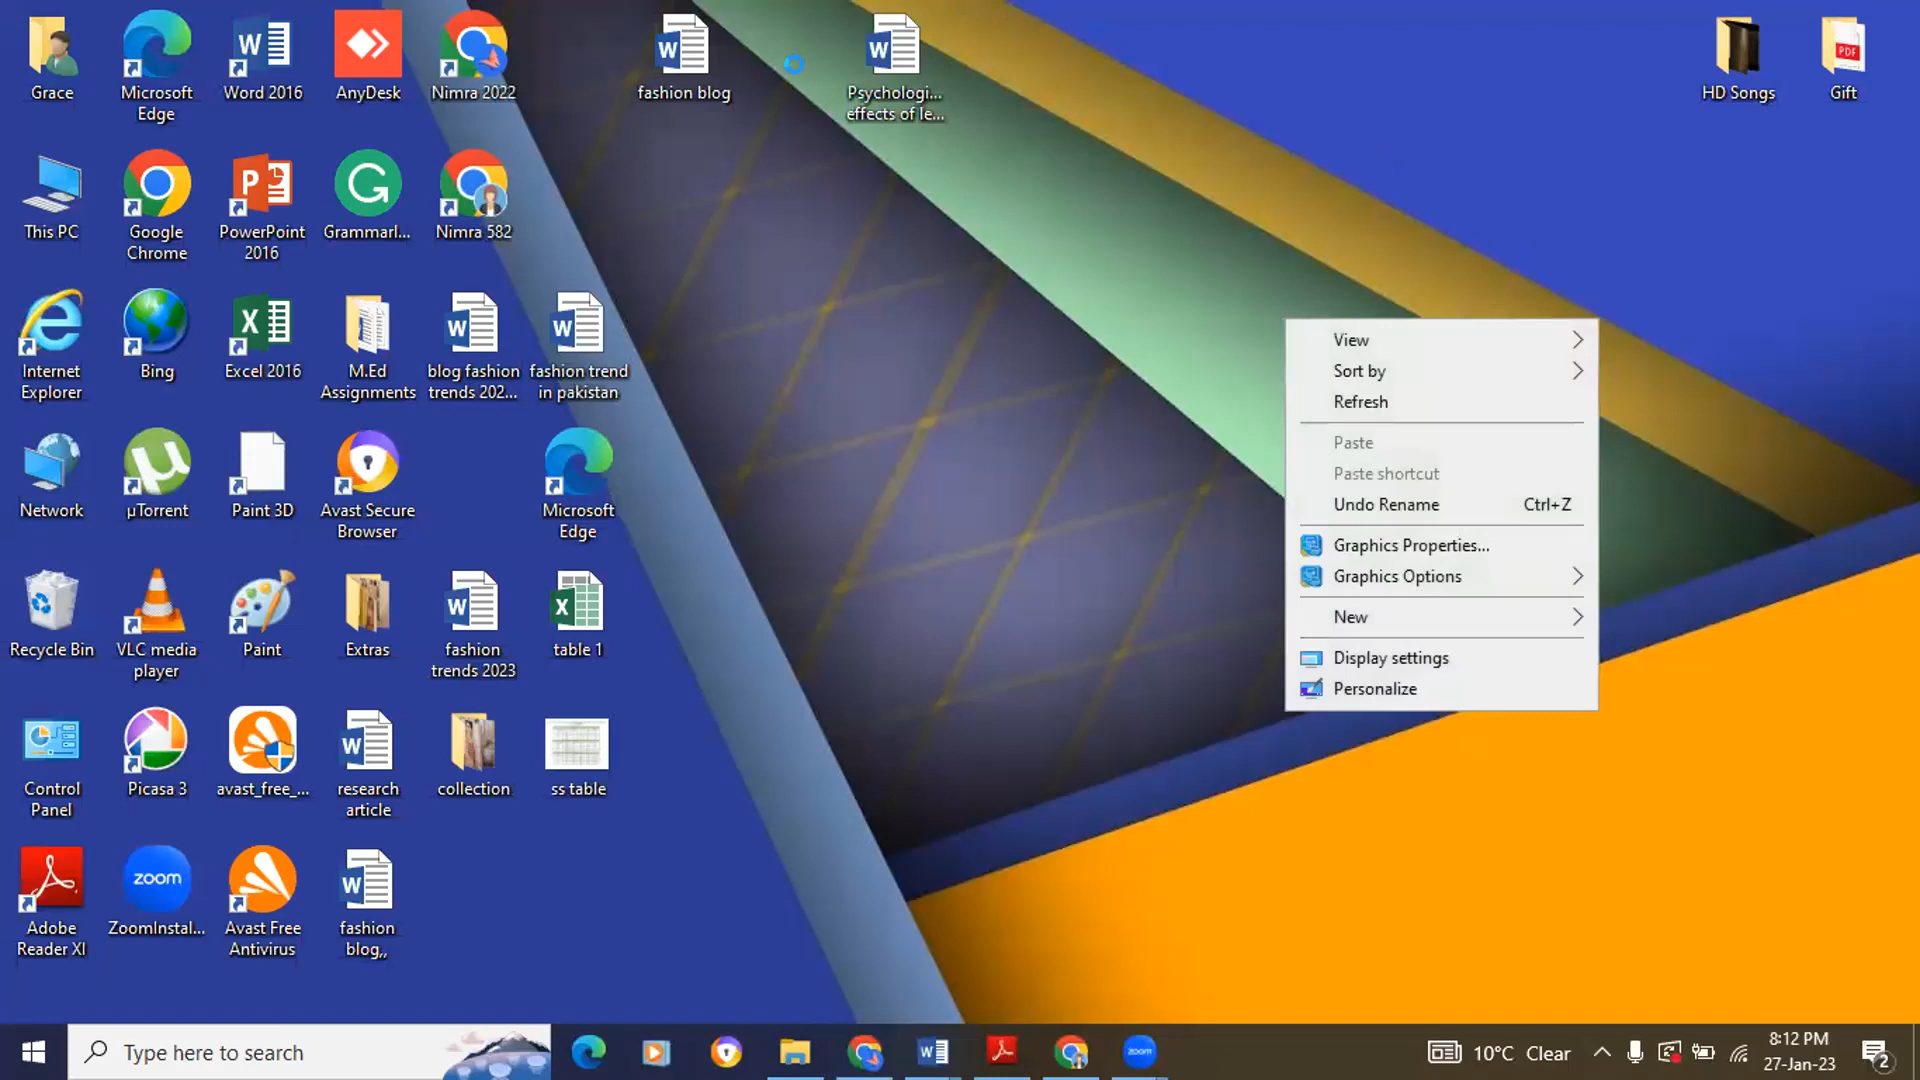 Grace
Microsoft
Edge
Word 2016
AnyDesk
Nimra 2022
fashion blog
Psychologi...
effects of le...
HD Songs
Gift
This PC
Google
Chrome
PowerPoint
2016
Grammarl...
Nimra 582
Internet
Explorer
Bing
Excel 2016
M.Ed
Assignments
blog fashion
trends 202...
fashion trend
in pakistan
Network
µTorrent
Paint 3D
Avast Secure
Browser
Microsoft
Edge
Recycle Bin
VLC media
player
Paint
Extras
fashion
trends 2023
table 1
Control
Panel
Picasa 3
avast_free_...
research
article
collection
ss table
Adobe
Reader XI
zoom
ZoomInstal...
Avast Free
Antivirus
fashion
blog,,
View
Sort by
Refresh
Paste
Paste shortcut
Undo Rename Ctrl+Z
Graphics Properties...
Graphics Options
New
Display settings
Personalize
Type here to search
zoom
10°C Clear
8:12 PM
27-Jan-23
2
PDF